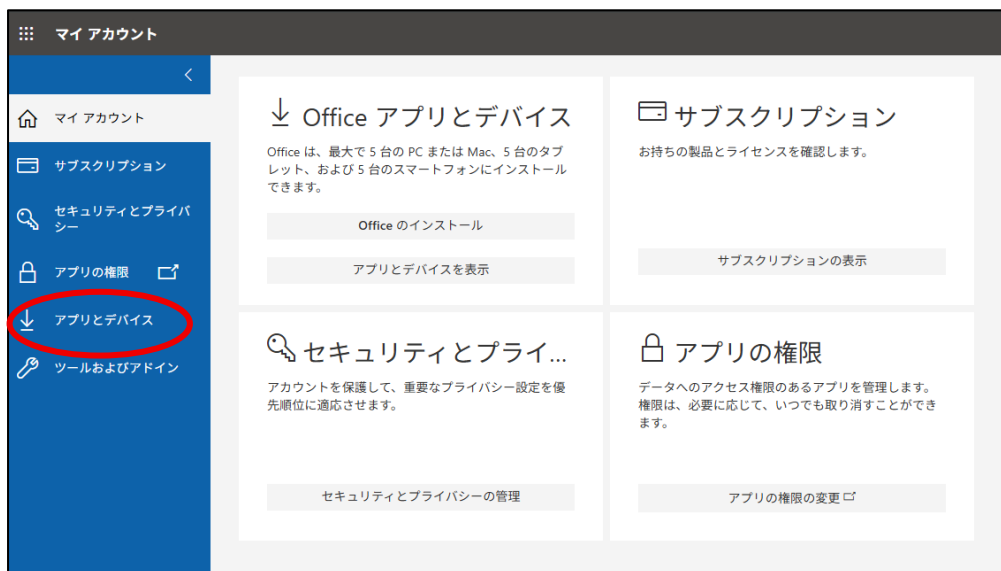 マイ アカウント
マイ アカウント
サブスクリプション
セキュリティとプライバ
シー
アプリの権限
アプリとデバイス
ツールおよびアドイン
Office アプリとデバイス
Office は、最大で 5 台の PC または Mac、5 台のタブ
レット、および 5 台のスマートフォンにインストール
できます。
Office のインストール
アプリとデバイスを表示
サブスクリプション
お持ちの製品とライセンスを確認します。
サブスクリプションの表示
セキュリティとプライ...
アカウントを保護して、重要なプライバシー設定を優
先順位に適応させます。
セキュリティとプライバシーの管理
アプリの権限
データへのアクセス権限のあるアプリを管理します。
権限は、必要に応じて、いつでも取り消すことができ
ます。
アプリの権限の変更